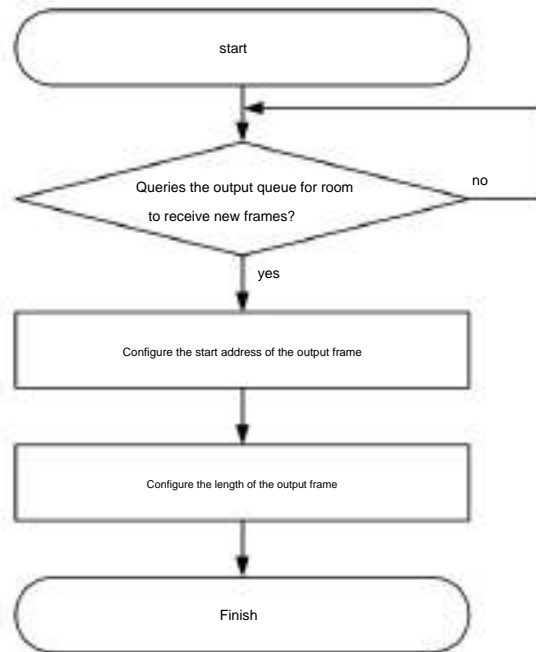 start
Queries the output queue for room
to receive new frames?
no
yes
Configure the start address of the output frame
Configure the length of the output frame
Finish